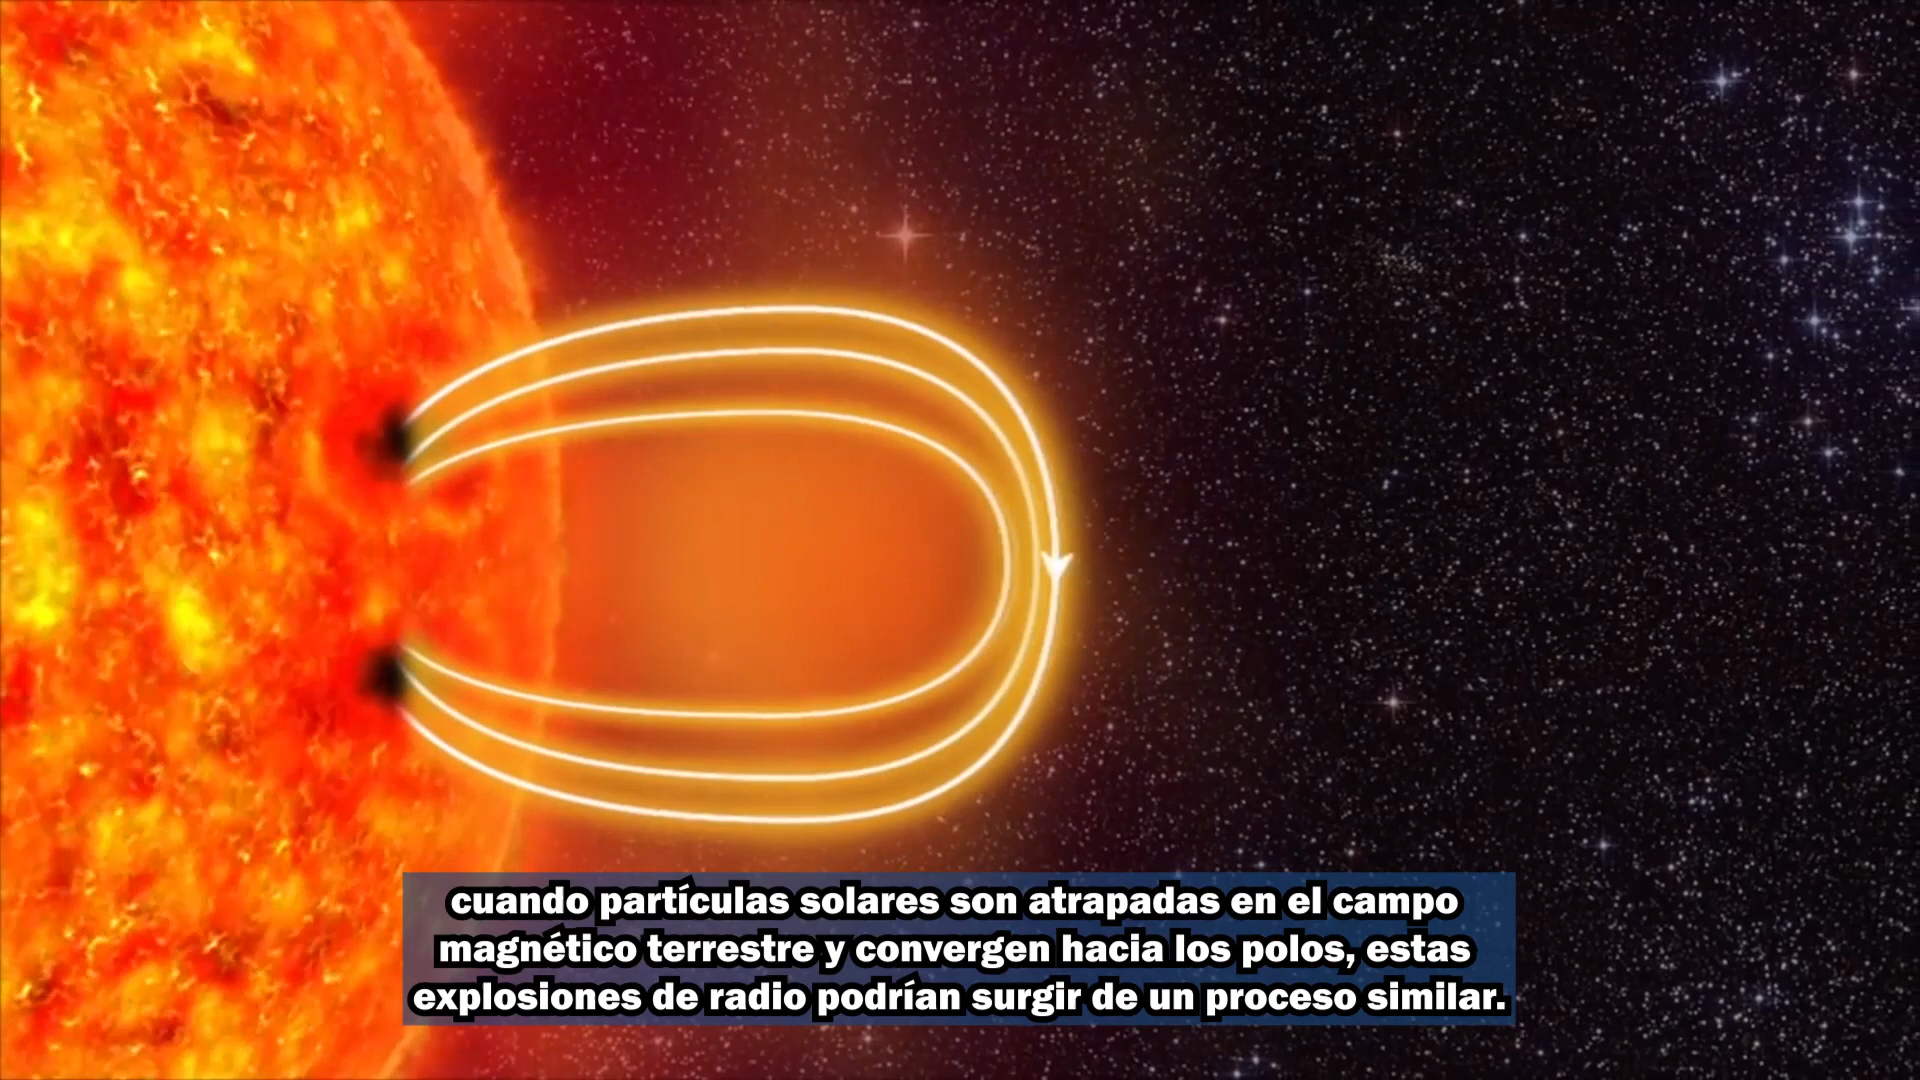 cuando partículas solares son atrapadas en el campo
magnético terrestre y convergen hacia los polos, estas
explosiones de radio podrían surgir de un proceso similar.